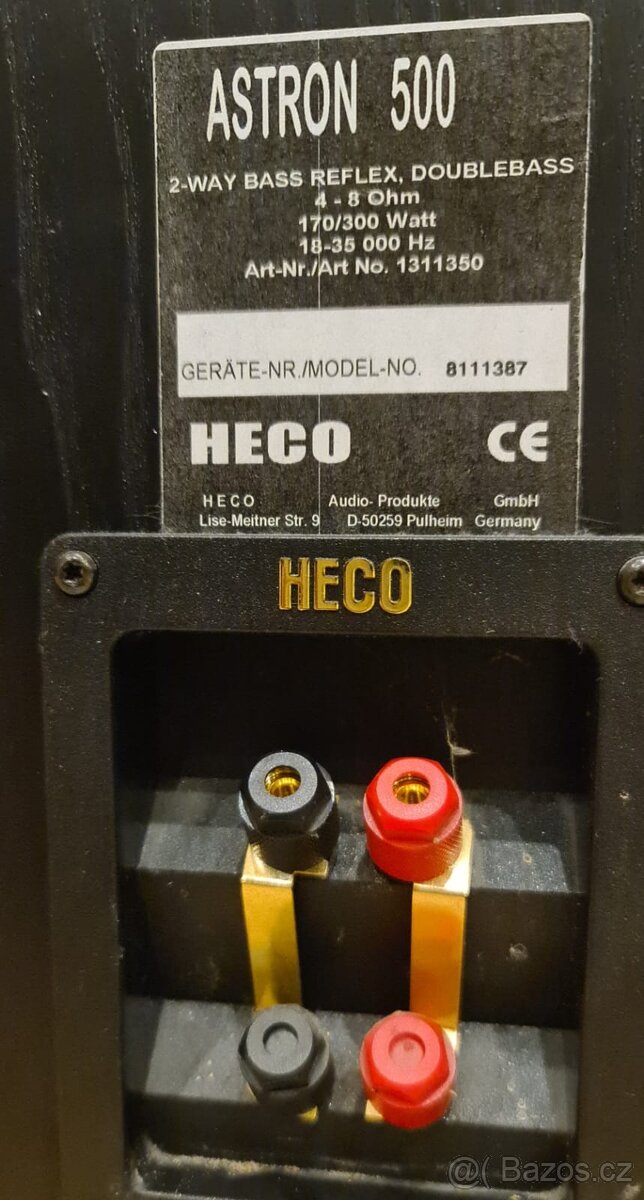 ASTRON 500
2-WAY BASS REFLEX, DOUBLEBASS
4 - 8 Ohm
170/300 Watt
18-35 000 Hz
Art-Nr./Art No. 1311350
GERÄTE-NR./MODEL-NO. 8111387
HECO CE
HECO Audio- Produkte GmbH
Lise-Meitner Str. 9 D-50259 Pulheim Germany
HECO
@( Bazos.cz